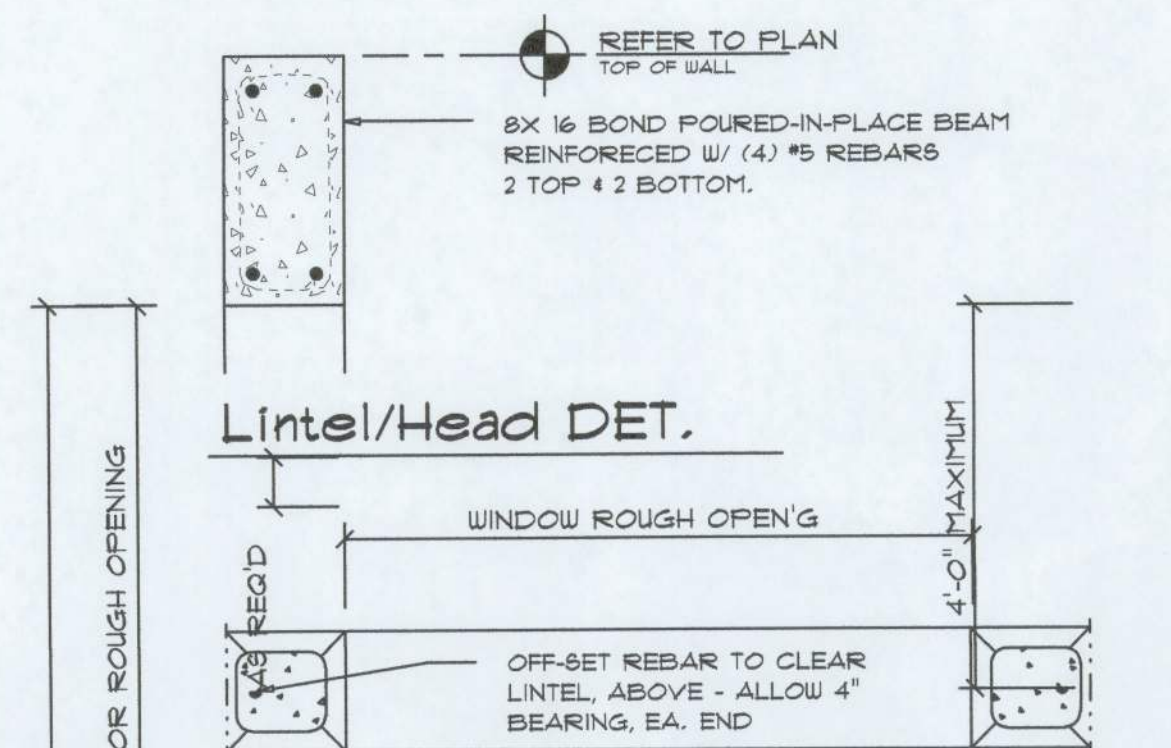 REFER TO PLAN
TOP OF WALL
8X 16 BOND POURED-IN-PLACE BEAM
REINFORECED W/ (4) #5 REBARS
2 TOP & 2 BOTTOM.
Lintel/Head DET.
WINDOW ROUGH OPEN'G
4'-0" MAXIMUM
OR ROUGH OPENING
AS REQ'D
OFF-SET REBAR TO CLEAR
LINTEL, ABOVE - ALLOW 4"
BEARING, EA. END